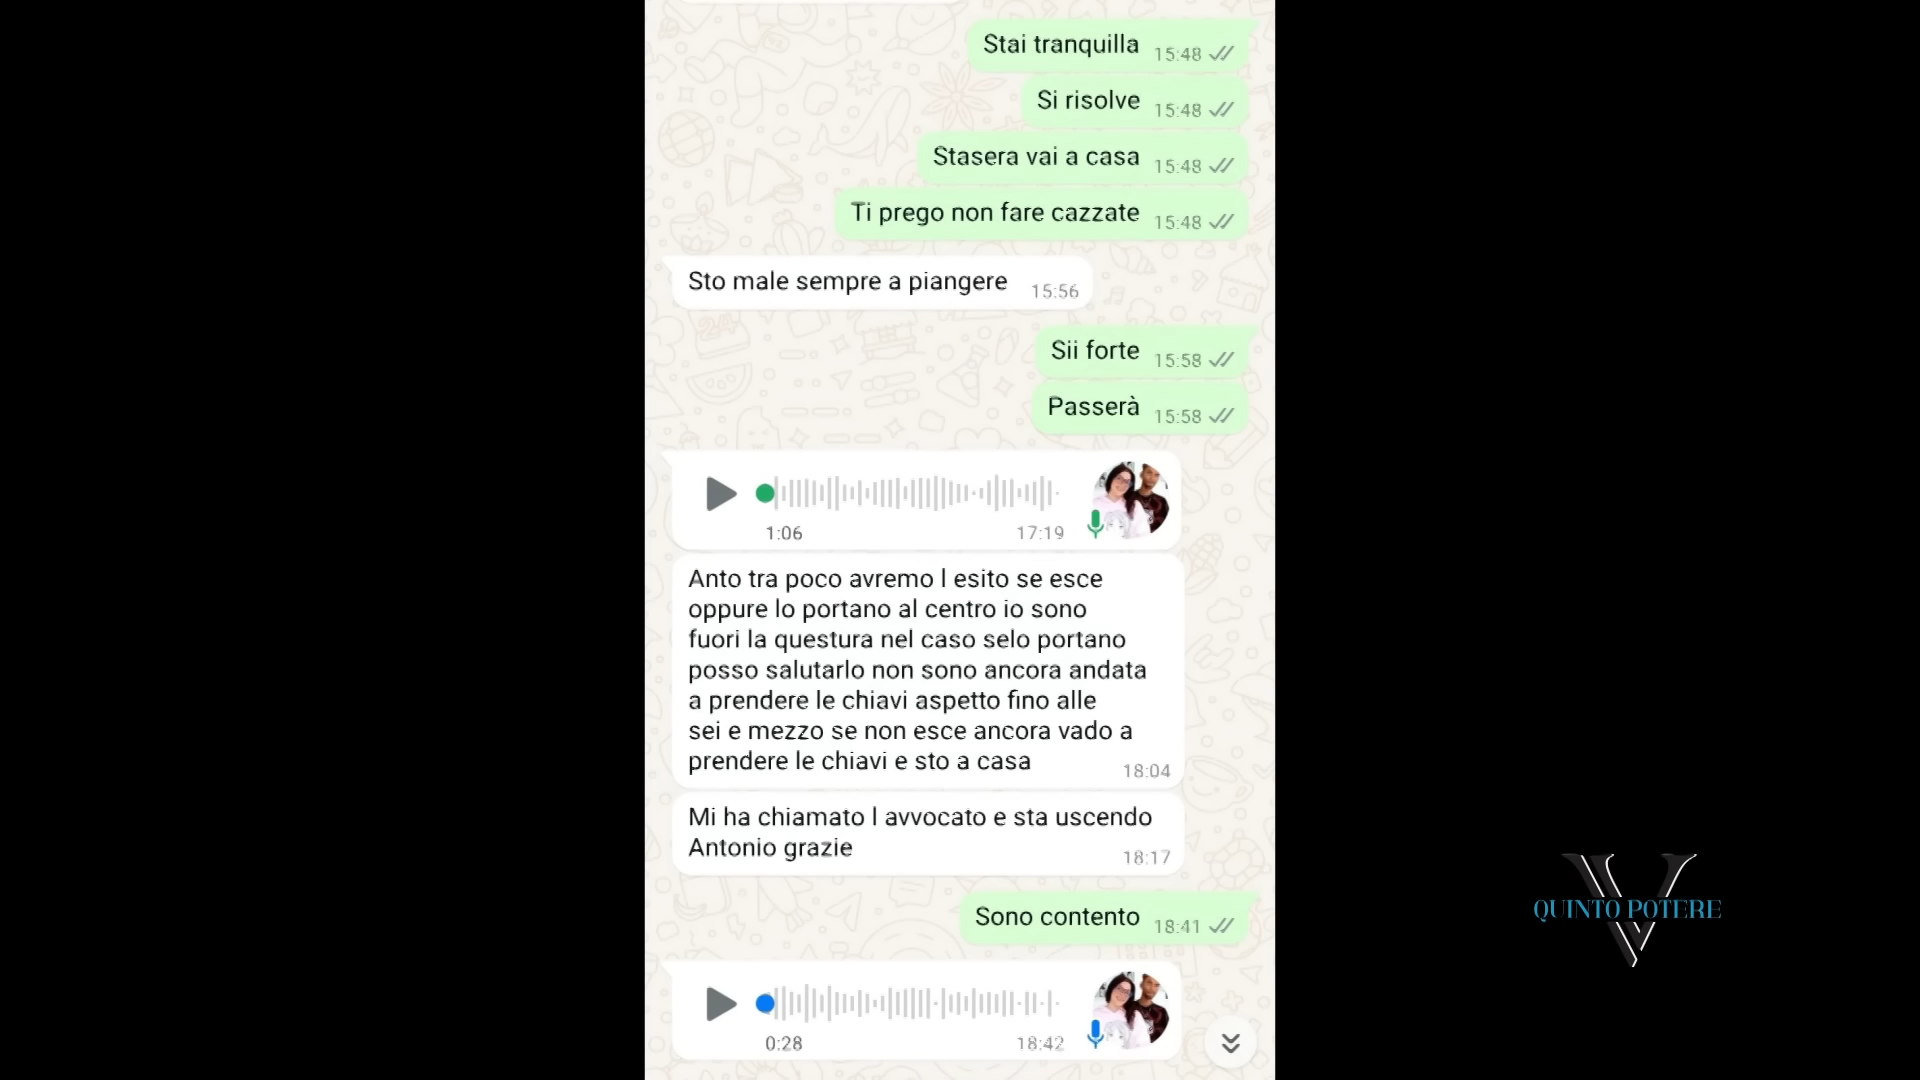 Stai tranquilla 15:48
Si risolve 15:48
Stasera vai a casa 15:48
Ti prego non fare cazzate 15:48
Sto male sempre a piangere 15:56
Sii forte 15:58
Passerà 15:58
1:06 17:19
Anto tra poco avremo l esito se esce
oppure lo portano al centro io sono
fuori la questura nel caso selo portano
posso salutarlo non sono ancora andata
a prendere le chiavi aspetto fino alle
sei e mezzo se non esce ancora vado a
prendere le chiavi e sto a casa 18:04
Mi ha chiamato l avvocato e sta uscendo
Antonio grazie 18:17
Sono contento 18:41
0:28 18:42
V
QUINTO POTERE